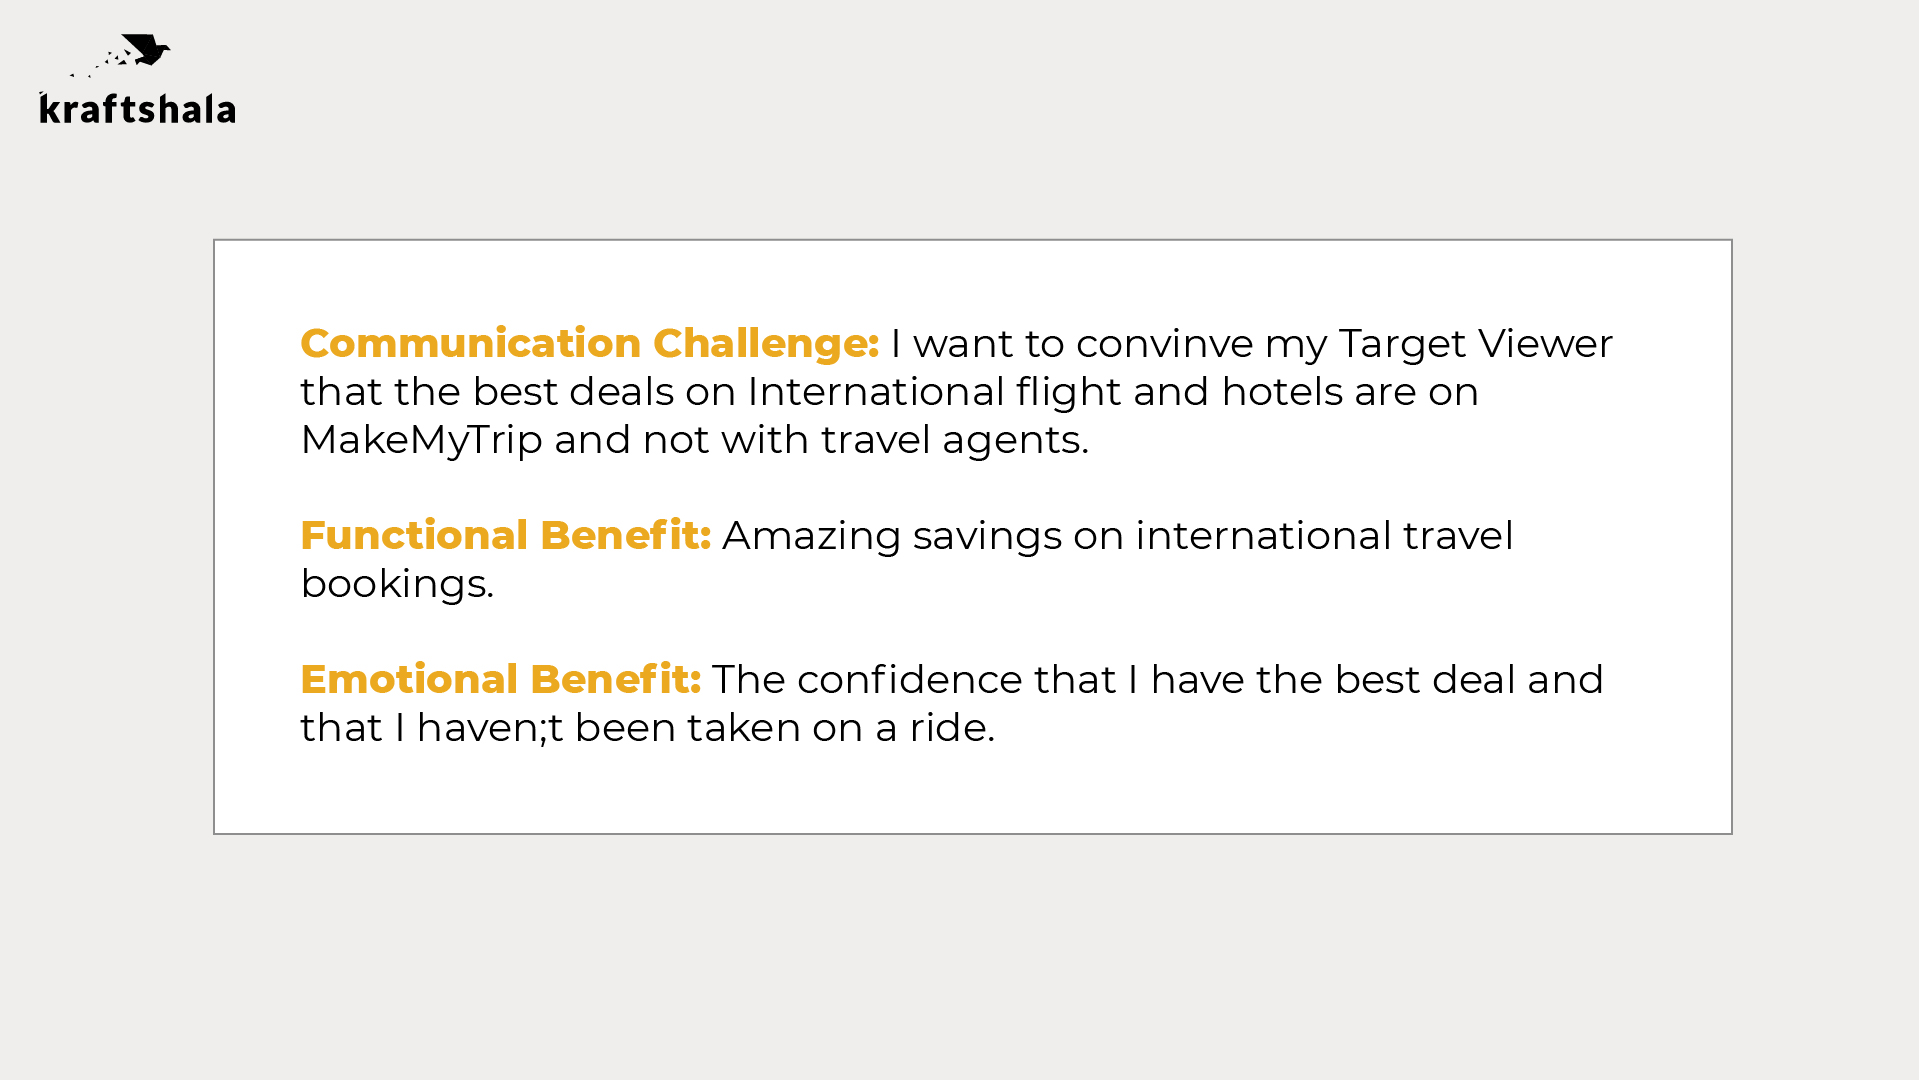 kraftshala
Communication Challenge: I want to convinve my Target Viewer
that the best deals on International flight and hotels are on
MakeMyTrip and not with travel agents.
Functional Benefit: Amazing savings on international travel
bookings.
Emotional Benefit: The confidence that I have the best deal and
that I haven;t been taken on a ride.